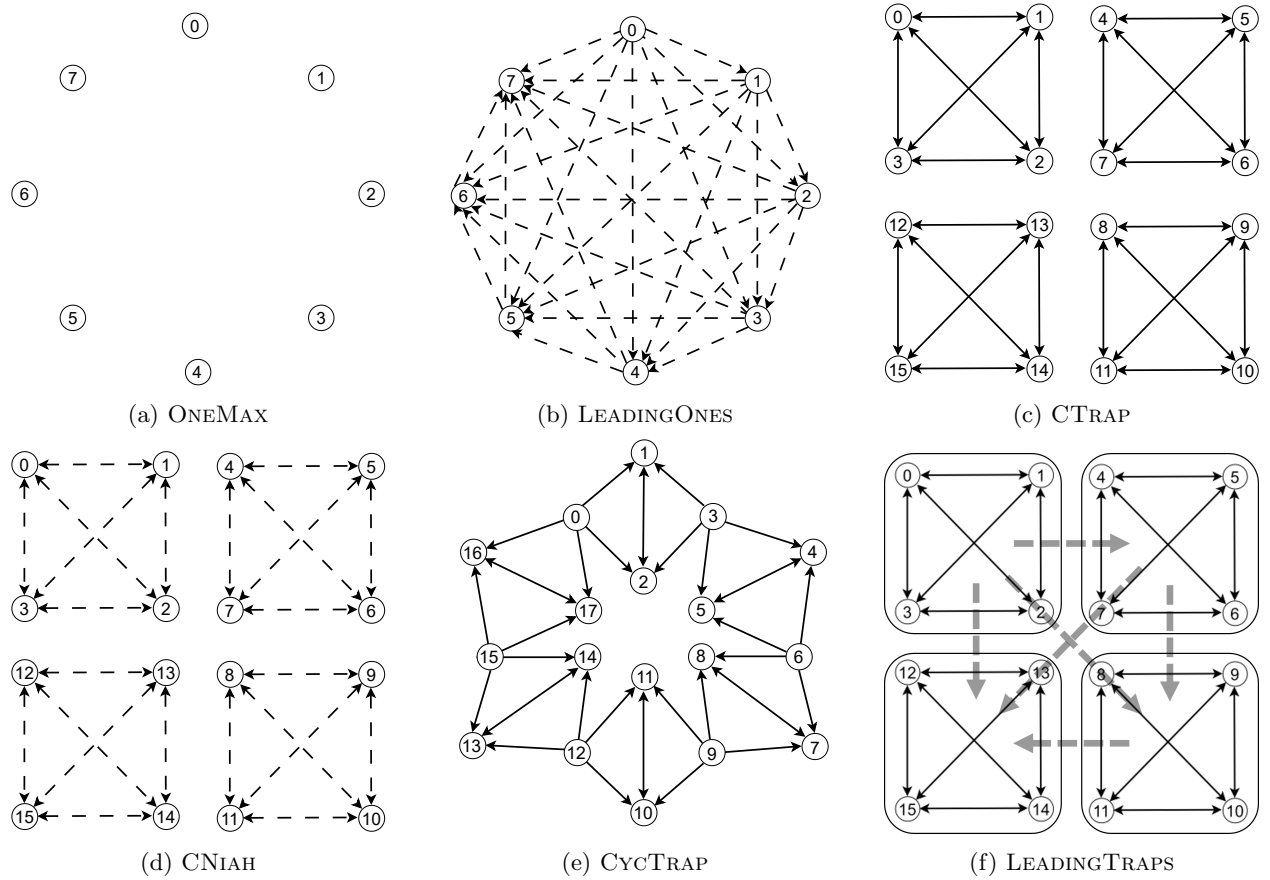 0
7 1
6 2
5 3
4
(a) ONEMAX
0
7 1
6 2
5 3
4
(b) LEADINGONES
0 1 4 5
3 2 7 6
12 13 8 9
15 14 11 10
(c) CTRAP
0 1 4 5
3 2 7 6
12 13 8 9
15 14 11 10
(d) CNIAH
1
0 3
16 4
2
17 5
15 14 8 6
11
13 12 9 7
10
(e) CYCTRAP
0 1 4 5
3 2 7 6
12 13 8 9
15 14 11 10
(f) LEADINGTRAPS